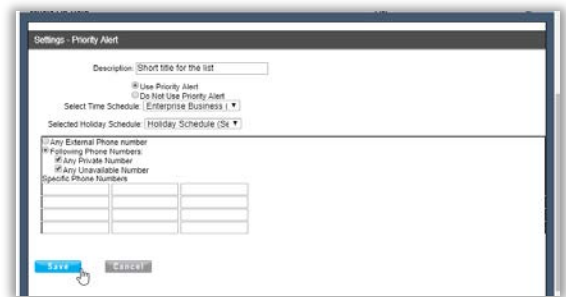 Settings - Priority Alert
Description: Short title for the list
Use Priority Alert
Do Not Use Priority Alert
Select Time Schedule: Enterprise Business (
Selected Holiday Schedule: Holiday Schedule (Se
Any External Phone number
Following Phone Numbers:
Any Private Number
Any Unavailable Number
Specific Phone Numbers
Save
Cancel